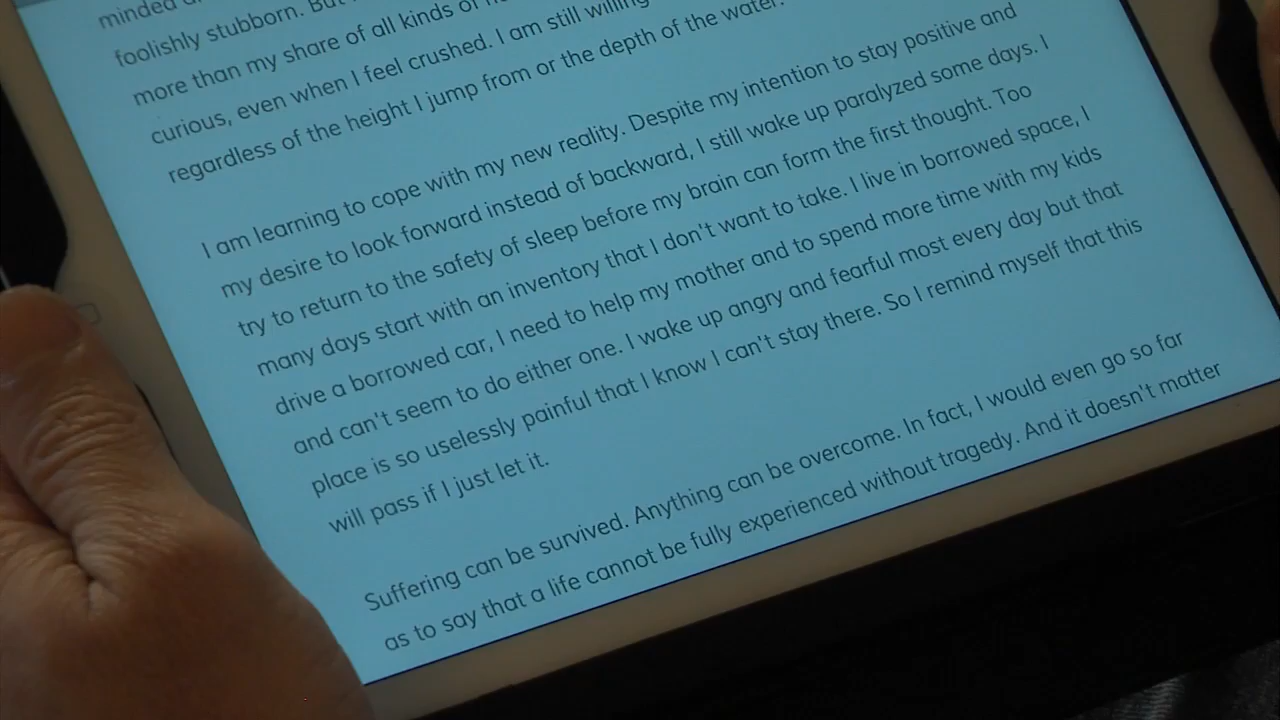 minded
foolishly stubborn. But
more than my share of all kinds of
curious, even when I feel crushed. I am still willing
regardless of the height I jump from or the depth of the water.
I am learning to cope with my new reality. Despite my intention to stay positive and
my desire to look forward instead of backward, I still wake up paralyzed some days. I
try to return to the safety of sleep before my brain can form the first thought. Too
many days start with an inventory that I don't want to take. I live in borrowed space, I
drive a borrowed car, I need to help my mother and to spend more time with my kids
and can't seem to do either one. I wake up angry and fearful most every day but that
place is so uselessly painful that I know I can't stay there. So I remind myself that this
will pass if I just let it.
Suffering can be survived. Anything can be overcome. In fact, I would even go so far
as to say that a life cannot be fully experienced without tragedy. And it doesn't matter